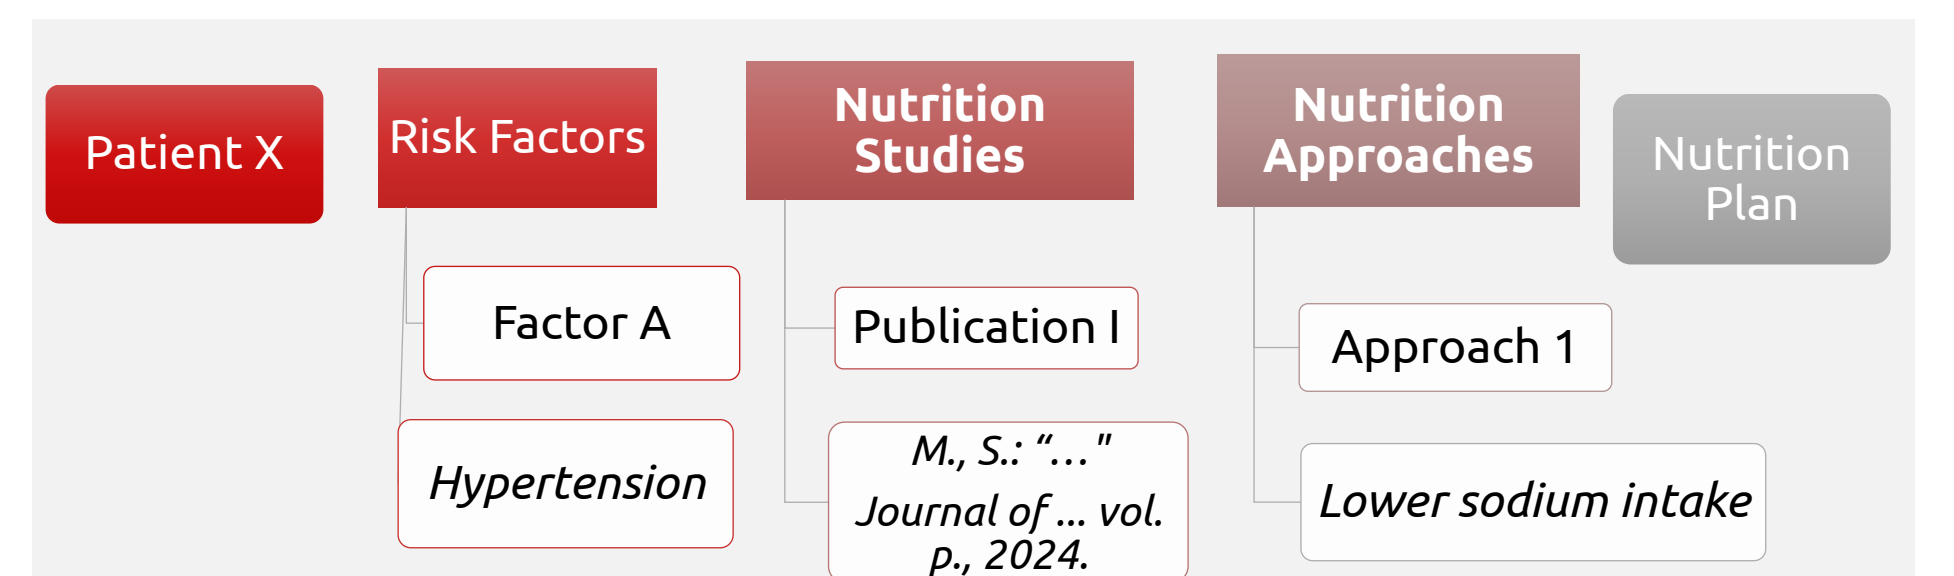 Patient X
Risk Factors
Factor A
Hypertension
Nutrition
Studies
Publication I
M., S.: “…"
Journal of ... vol.
p., 2024.
Nutrition
Approaches
Approach 1
Lower sodium intake
Nutrition
Plan